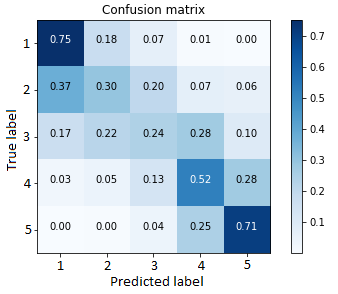 Confusion matrix
True label
1 0.75 0.18 0.07 0.01 0.00
2 0.37 0.30 0.20 0.07 0.06
3 0.17 0.22 0.24 0.28 0.10
4 0.03 0.05 0.13 0.52 0.28
5 0.00 0.00 0.04 0.25 0.71
1 2 3 4 5
Predicted label
0.7
0.6
0.5
0.4
0.3
0.2
0.1